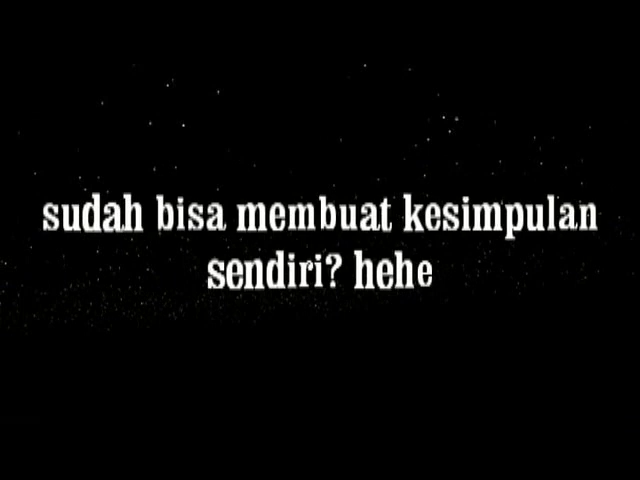 sudah bisa membuat kesimpulan
sendiri? hehe